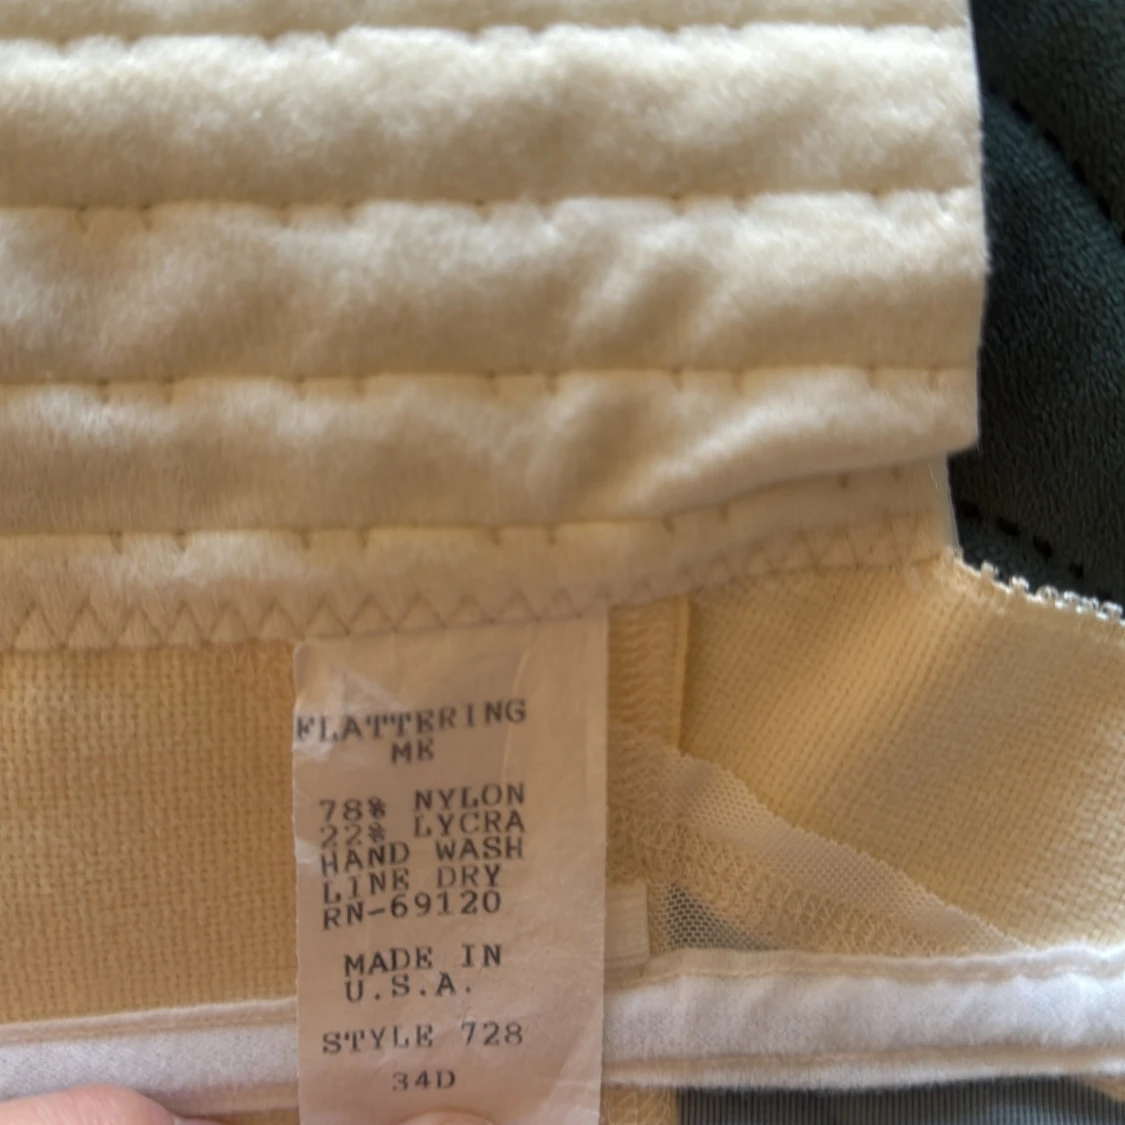 FLATTERING
ME
78% NYLON
22% LYCRA
HAND WASH
LINE DRY
RN-69120
MADE IN
U.S.A.
STYLE 728
34D